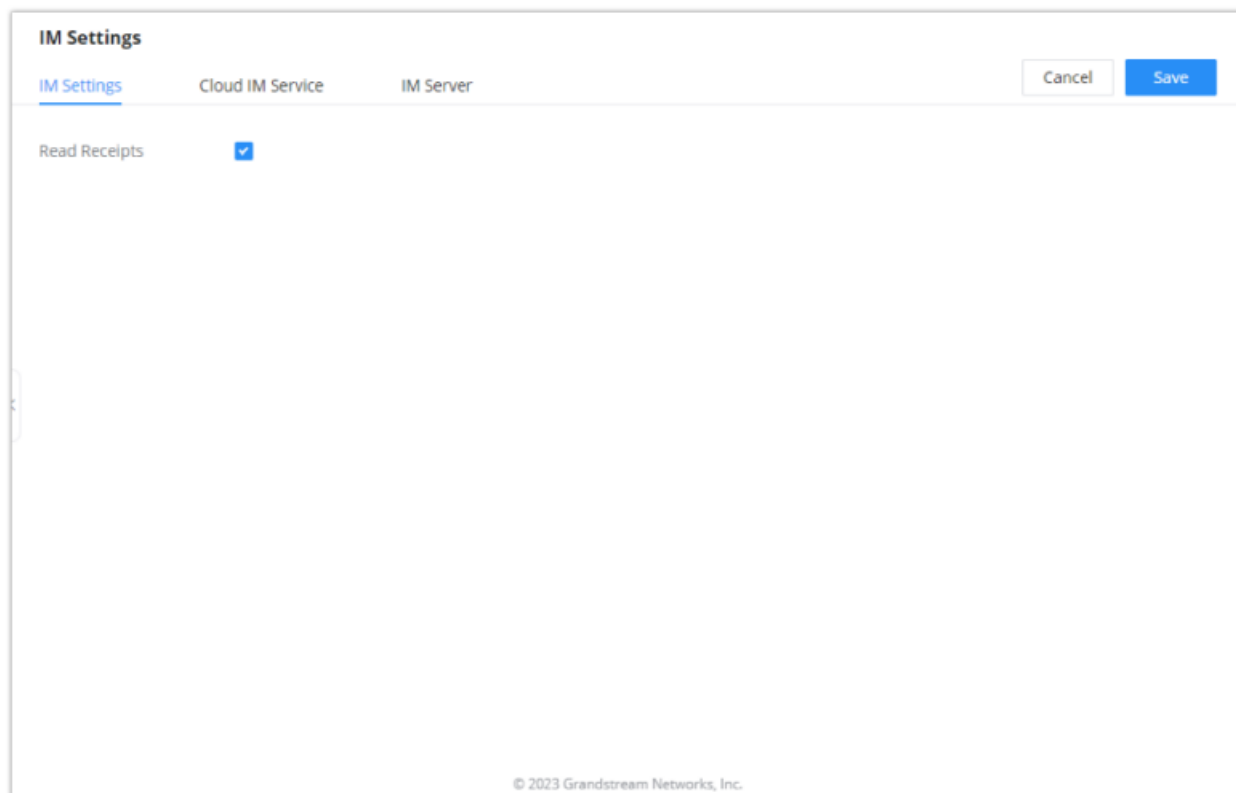 IM Settings
IM Settings Cloud IM Service IM Server Cancel Save
Read Receipts
© 2023 Grandstream Networks, Inc.